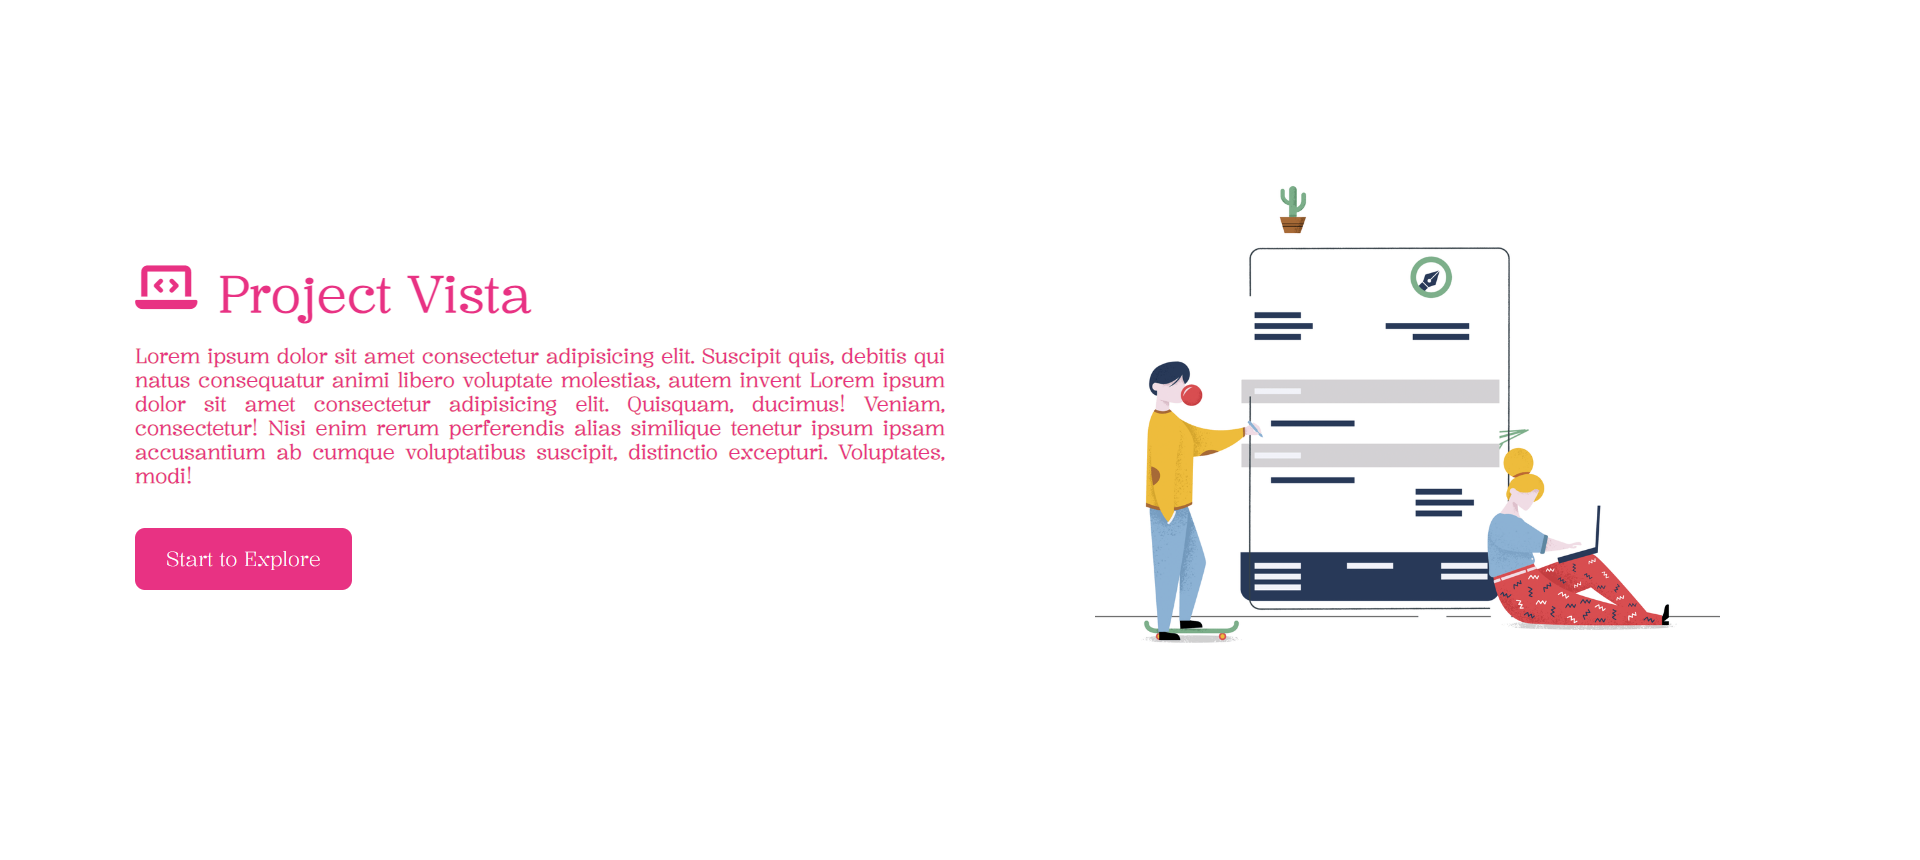 Project Vista
Lorem ipsum dolor sit amet consectetur adipisicing elit. Suscipit quis, debitis qui
natus consequatur animi libero voluptate molestias, autem invent Lorem ipsum
dolor sit amet consectetur adipisicing elit. Quisquam, ducimus! Veniam,
consectetur! Nisi enim rerum perferendis alias similique tenetur ipsum ipsam
accusantium ab cumque voluptatibus suscipit, distinctio excepturi. Voluptates,
modi!
Start to Explore